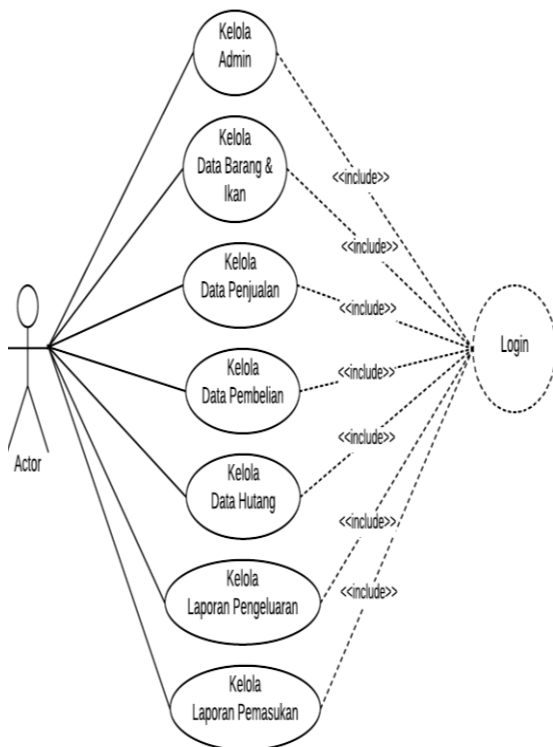 Kelola
Admin
<<include>>
Kelola
Data Barang &
Ikan
<<include>>
Kelola
Data Penjualan
<<include>>
Login
Kelola
Data Pembelian
<<include>>
Actor
Kelola
Data Hutang
<<include>>
Kelola
Laporan Pengeluaran
<<include>>
<<include>>
Kelola
Laporan Pemasukan